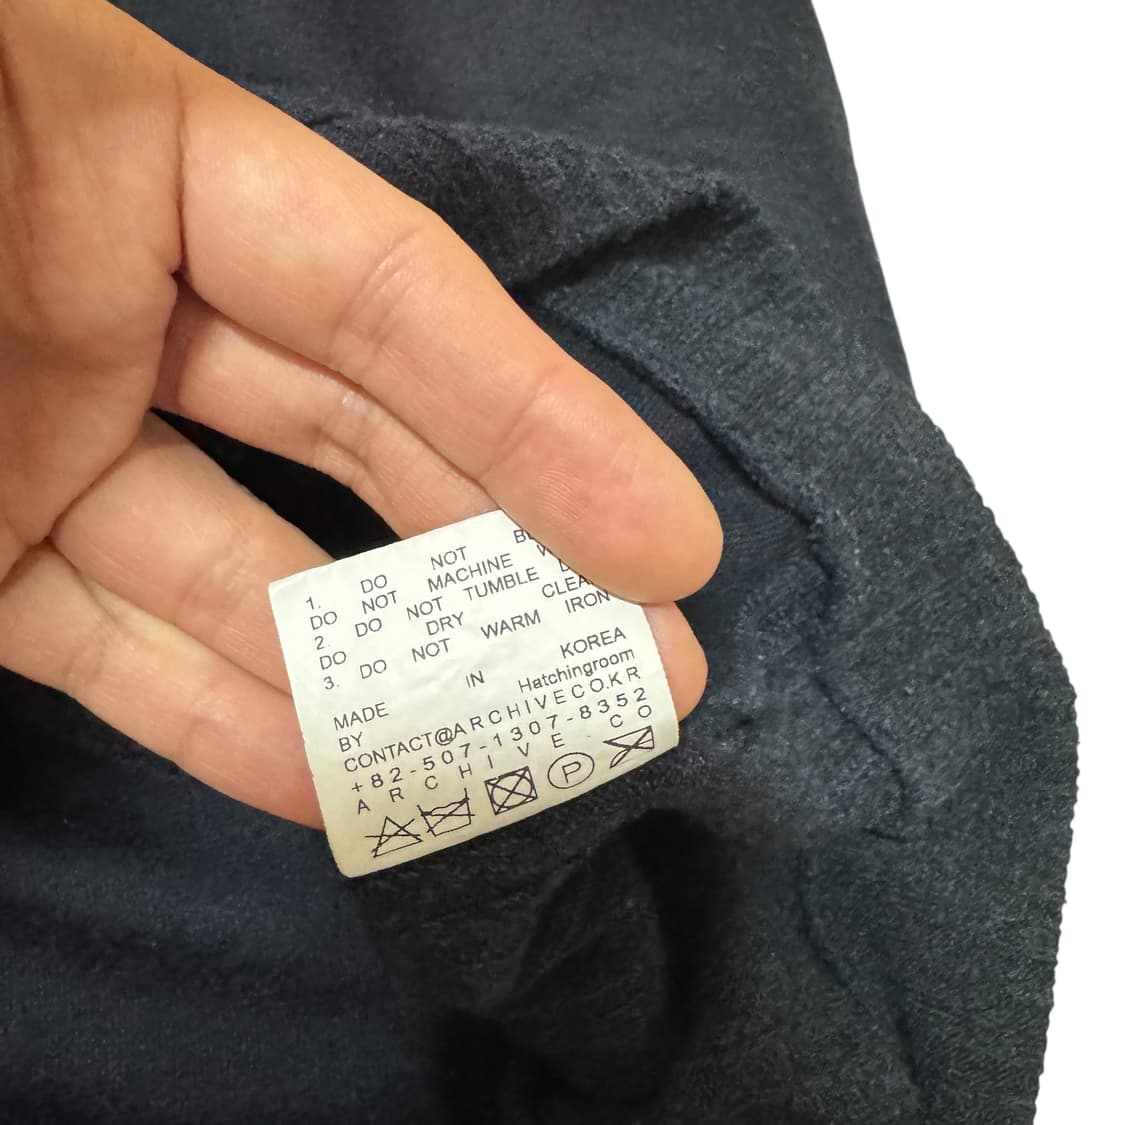 1. DO NOT
DO NOT MACHINE
2. DO NOT TUMBLE
DO DRY
3. DO NOT WARM IRON
MADE IN KOREA
BY Hatchingroom
CONTACT@ARCHIVECO.KR
+82-507-1307-8352
ARCHIVE CO
P